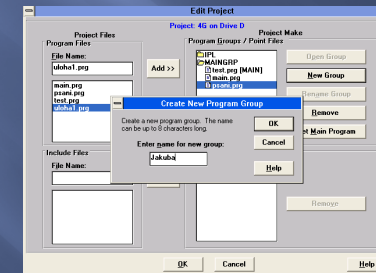 Edit Project
Project: 4G on Drive D
Project Files
Project Make
Program Files
Program Groups / Point Files
File Name:
uloha1.prg
Add >>
main.prg
psani.prg
test.prg
uloha1.prg
IPL
MAINGRP
test.prg [MAIN]
main.prg
psani.prg
Open Group
New Group
Rename Group
Remove
et Main Program
Create New Program Group
Create a new program group. The name
can be up to 8 characters long.
Enter name for new group:
Jakuba
OK
Cancel
Help
Include Files
File Name:
Remove
OK
Cancel
Help